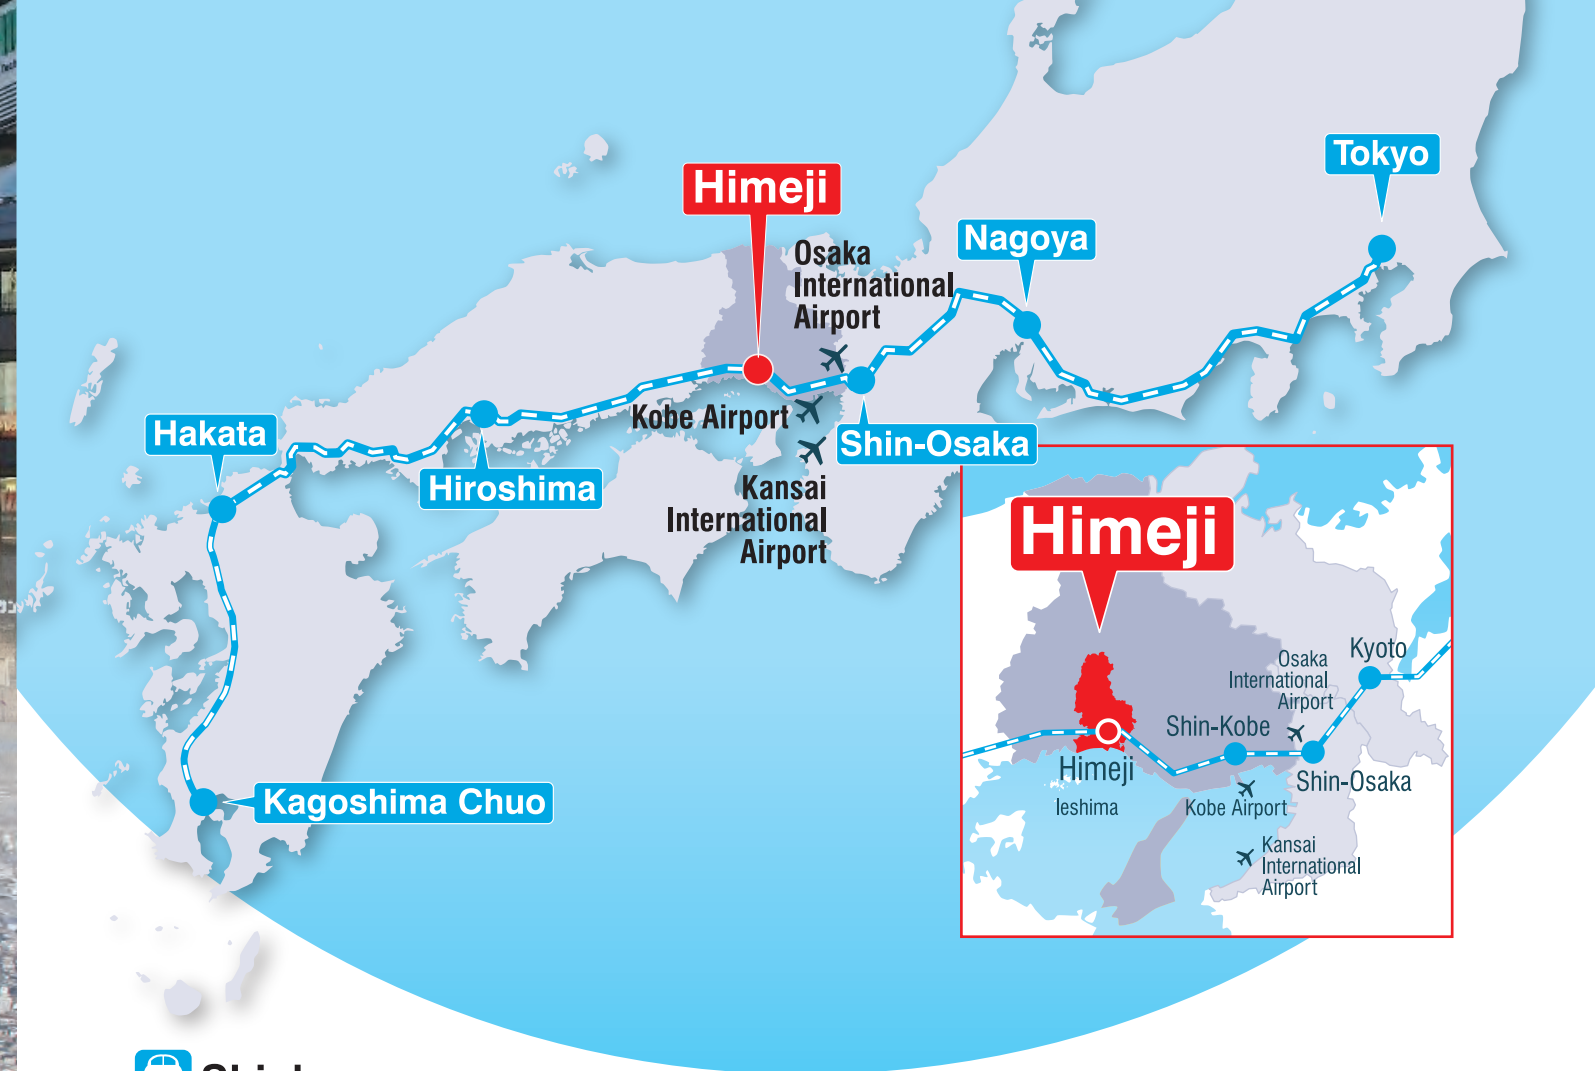 Tokyo
Himeji
Nagoya
Osaka
International
Airport
Kobe Airport
Hakata
Shin-Osaka
Hiroshima
Kansai
International
Airport
Kagoshima Chuo
Himeji
Kyoto
Osaka
International
Airport
Shin-Kobe
Himeji
Shin-Osaka
Ieshima
Kobe Airport
Kansai
International
Airport